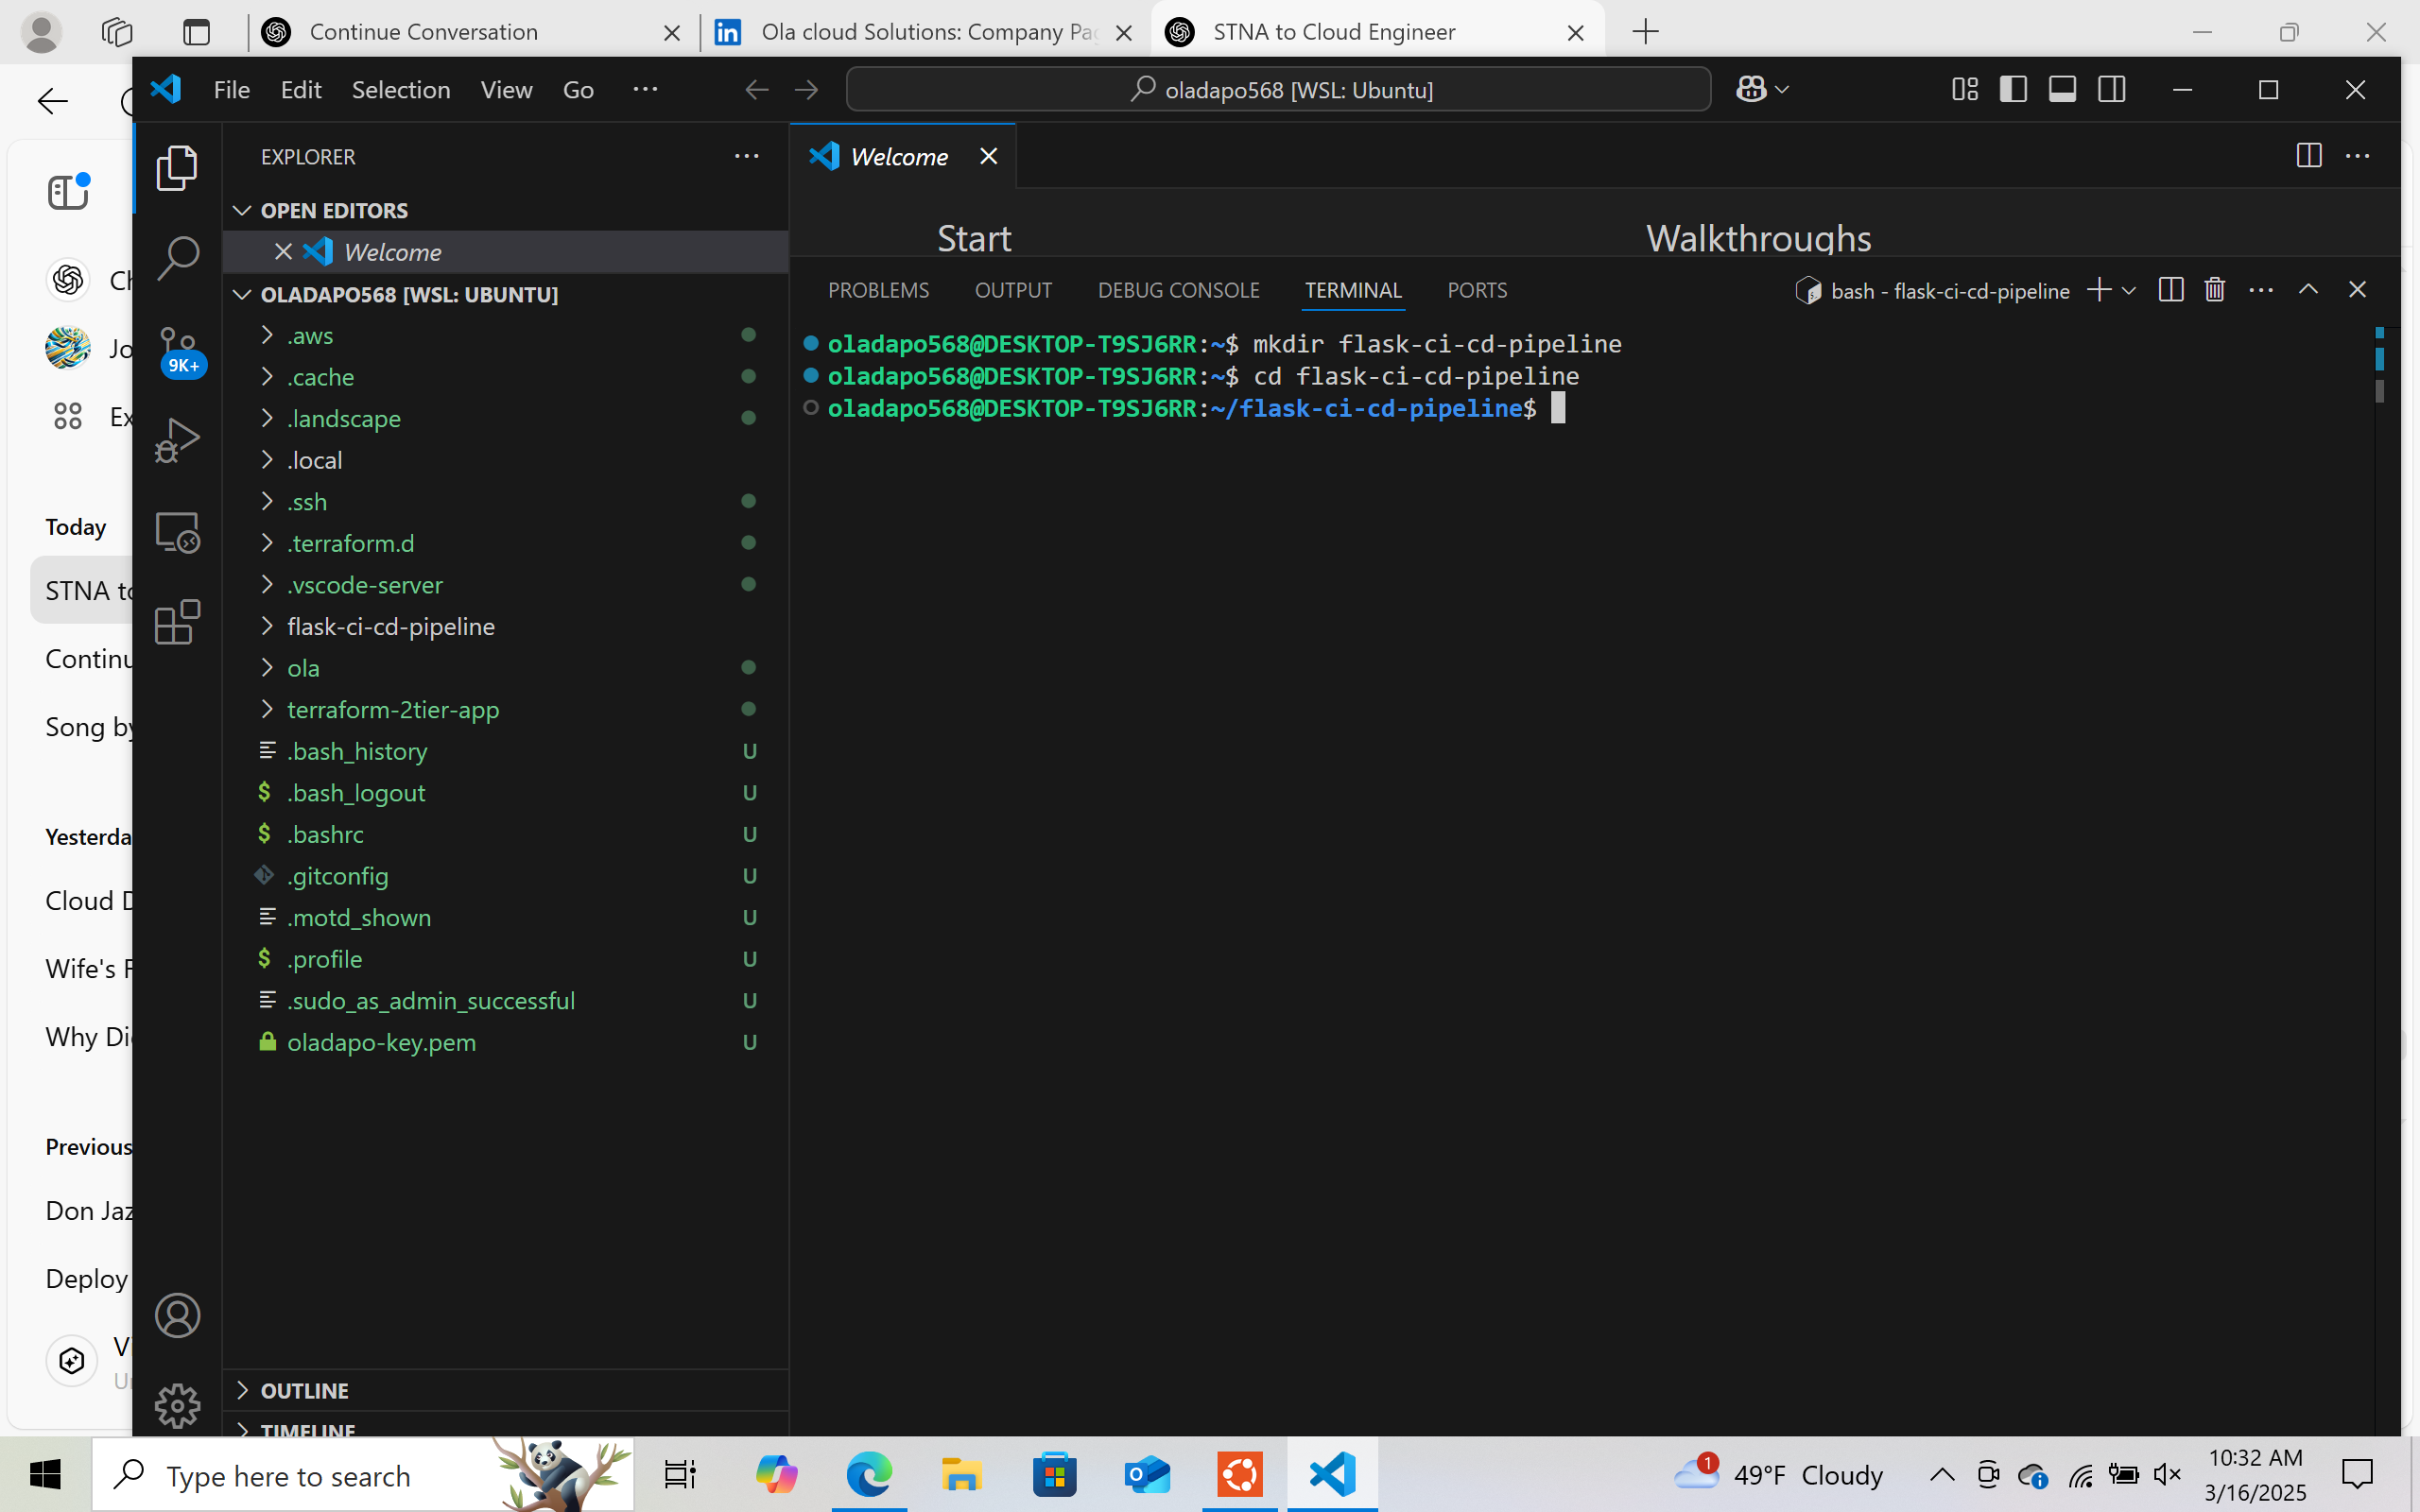 Continue Conversation
Ola cloud Solutions: Company Pag
STNA to Cloud Engineer
File Edit Selection View Go ···
oladapo568 [WSL: Ubuntu]
EXPLORER
Welcome
OPEN EDITORS
Welcome
Start
Walkthroughs
OLADAPO568 [WSL: UBUNTU]
PROBLEMS OUTPUT DEBUG CONSOLE TERMINAL PORTS
bash - flask-ci-cd-pipeline
oladapo568@DESKTOP-T9SJ6RR:~$ mkdir flask-ci-cd-pipeline
oladapo568@DESKTOP-T9SJ6RR:~$ cd flask-ci-cd-pipeline
oladapo568@DESKTOP-T9SJ6RR:~/flask-ci-cd-pipeline$
.aws
.cache
.landscape
.local
.ssh
.terraform.d
.vscode-server
flask-ci-cd-pipeline
ola
terraform-2tier-app
.bash_history U
.bash_logout U
.bashrc U
.gitconfig U
.motd_shown U
.profile U
.sudo_as_admin_successful U
oladapo-key.pem U
OUTLINE
TIMELINE
9K+
Ch
Jo
Ex
Today
STNA to
Continu
Song by
Yesterda
Cloud D
Wife's F
Why Di
Previous
Don Jaz
Deploy
Type here to search
1
49°F Cloudy
10:32 AM
3/16/2025